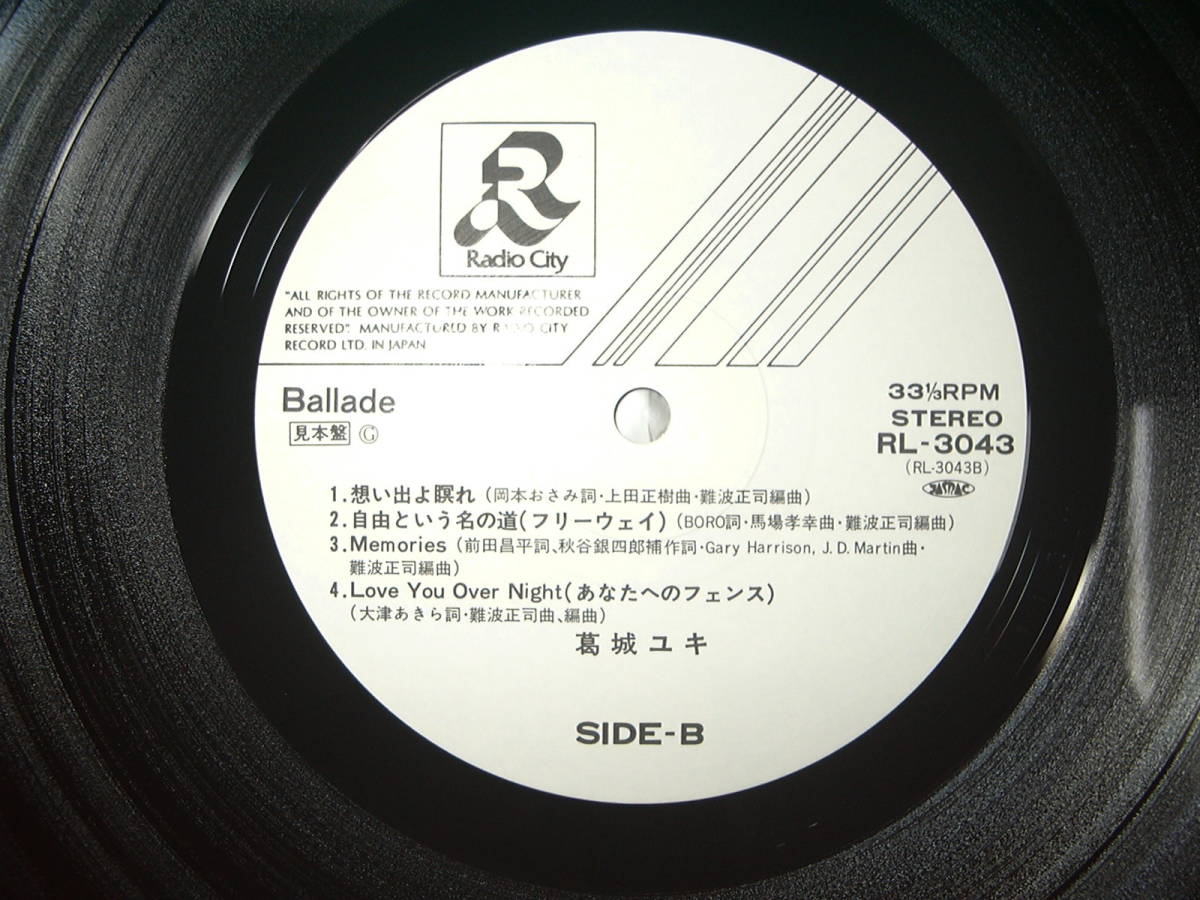 R
Radio City
"ALL RIGHTS OF THE RECORD MANUFACTURER
AND OF THE OWNER OF THE WORK RECORDED
RESERVED". MANUFACTURED BY RADIO CITY
RECORD LTD. IN JAPAN
Ballade
見本盤 Ⓖ
33⅓RPM
STEREO
RL-3043
(RL-3043B)
JASRAC
1.想い出よ瞑れ (岡本おさみ詞・上田正樹曲・難波正司編曲)
2.自由という名の道(フリーウェイ) (BORO詞・馬場孝幸曲・難波正司編曲)
3.Memories (前田昌平詞、秋谷銀四郎補作詞・Gary Harrison, J.D.Martin曲・
難波正司編曲)
4.Love You Over Night(あなたへのフェンス)
(大津あきら詞・難波正司曲、編曲)
葛城ユキ
SIDE-B